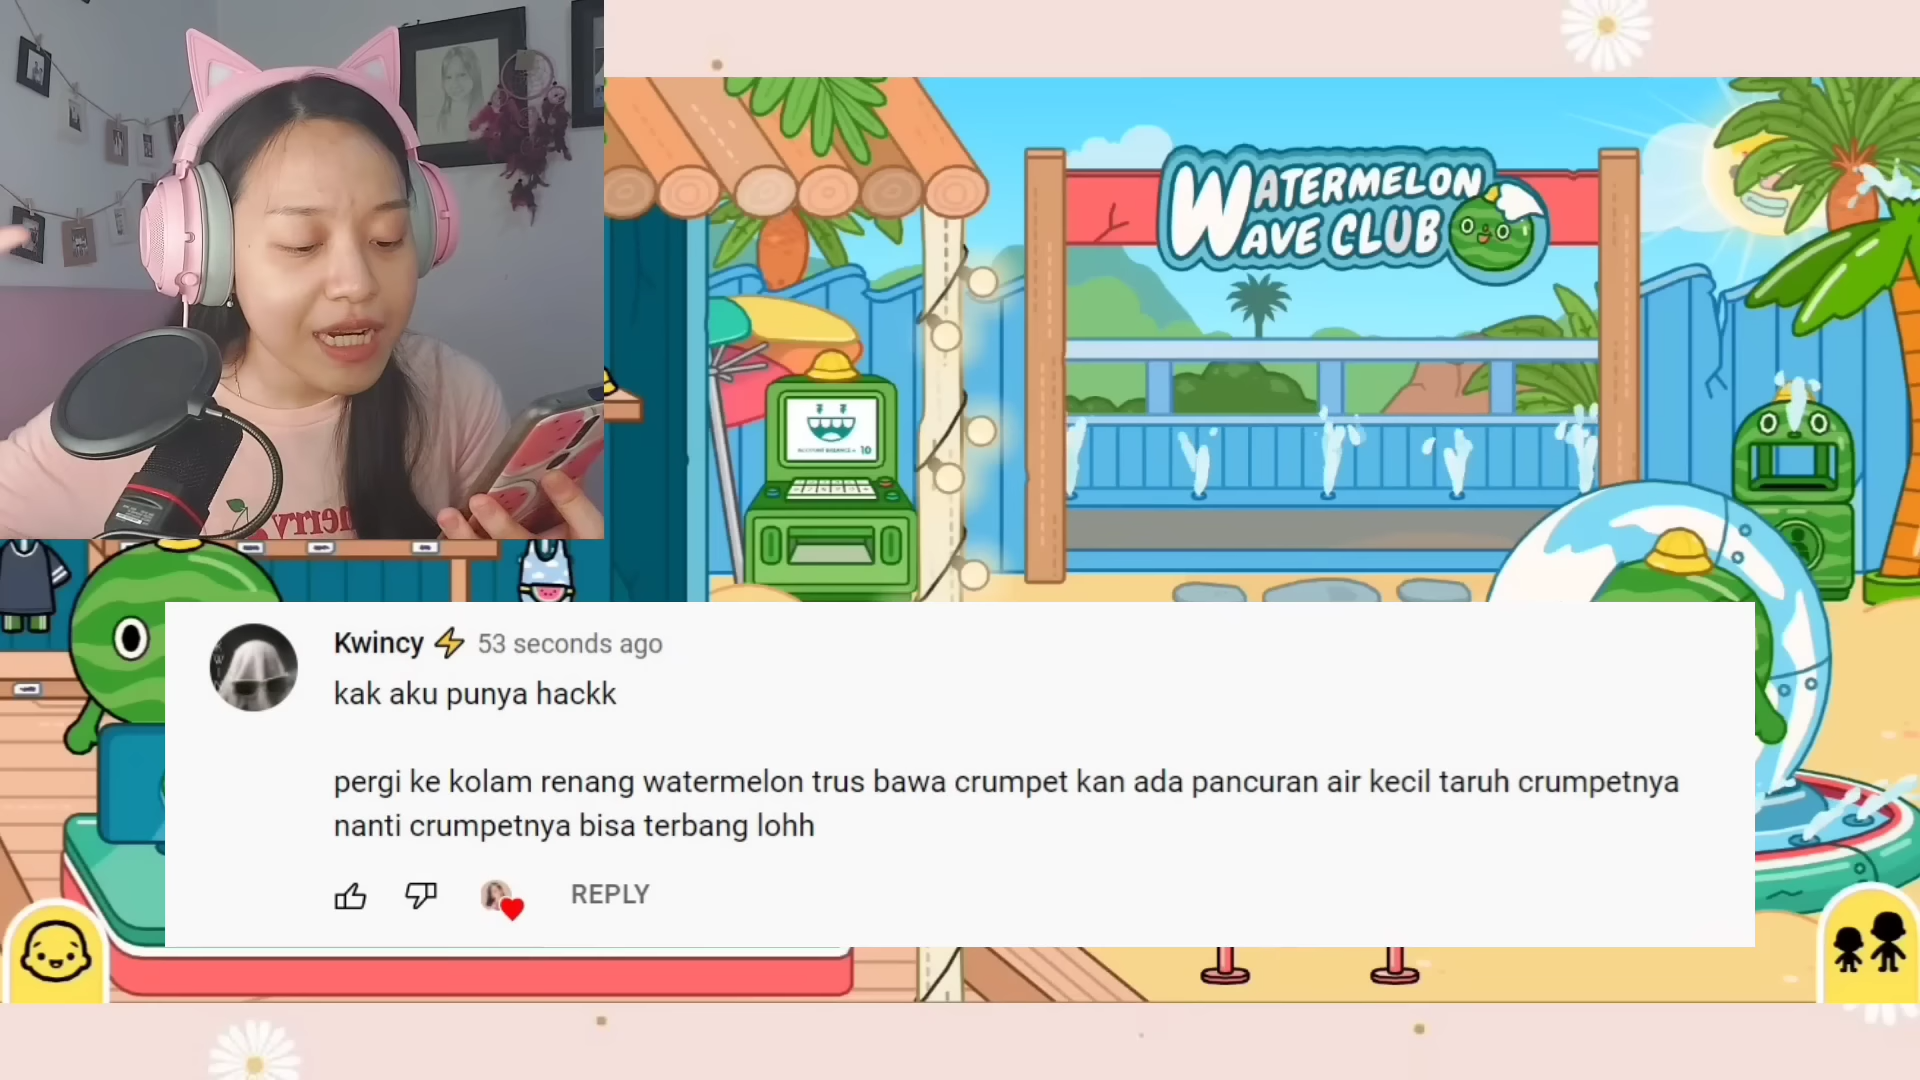 WATERMELON
WAVE CLUB
10
Kwincy⚡ 53 seconds ago
kak aku punya hackk
pergi ke kolam renang watermelon trus bawa crumpet kan ada pancuran air kecil taruh crumpetnya
nanti crumpetnya bisa terbang lohh
REPLY